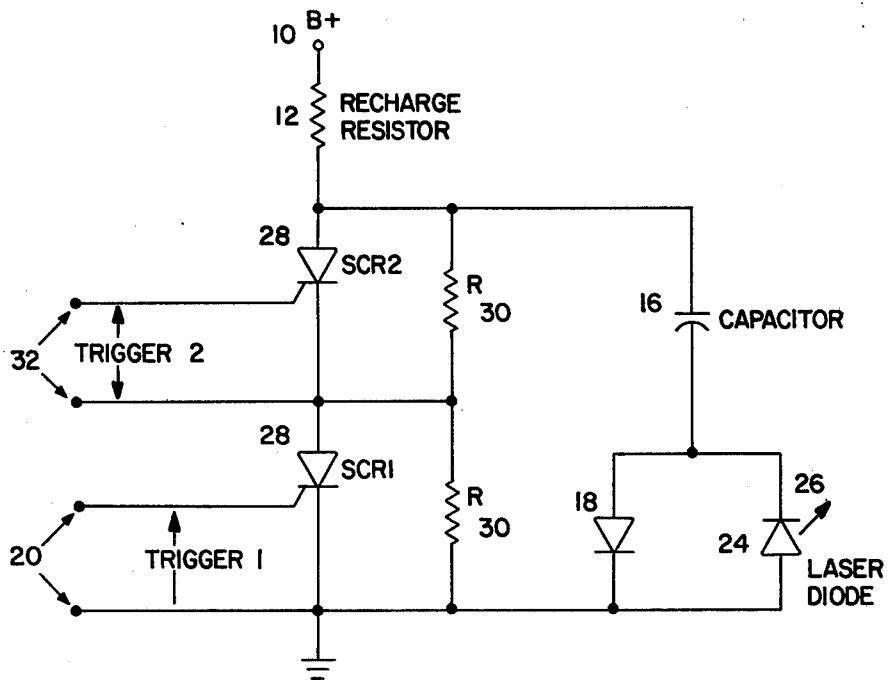 10 B+
12 RECHARGE
RESISTOR
28
SCR2
R
30
16 CAPACITOR
32 TRIGGER 2
28
SCR1
R
30
18
26
24
20 TRIGGER 1
LASER
DIODE